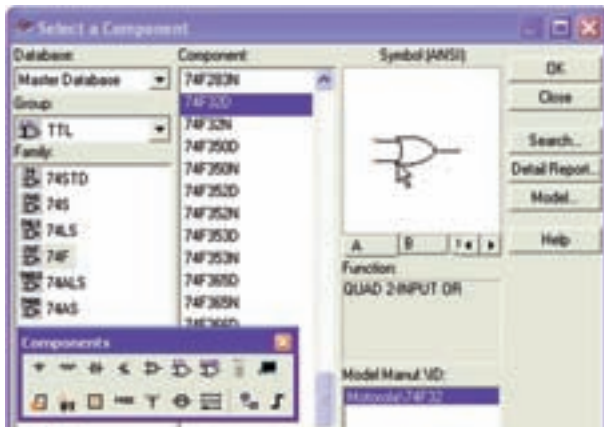 Select a Component
Database:
Master Database
Group:
TTL
Family:
74STD
74S
74LS
74F
74ALS
74AS
Component:
74F283N
74F32D
74F32N
74F350D
74F350N
74F352D
74F352N
74F353D
74F353N
74F365D
74F365N
74F366D
Symbol (ANSI)
A
B
Function:
QUAD 2-INPUT OR
Model Manuf.\ID:
Motorola\74F32
OK
Close
Search...
Detail Report...
Model...
Help
Components